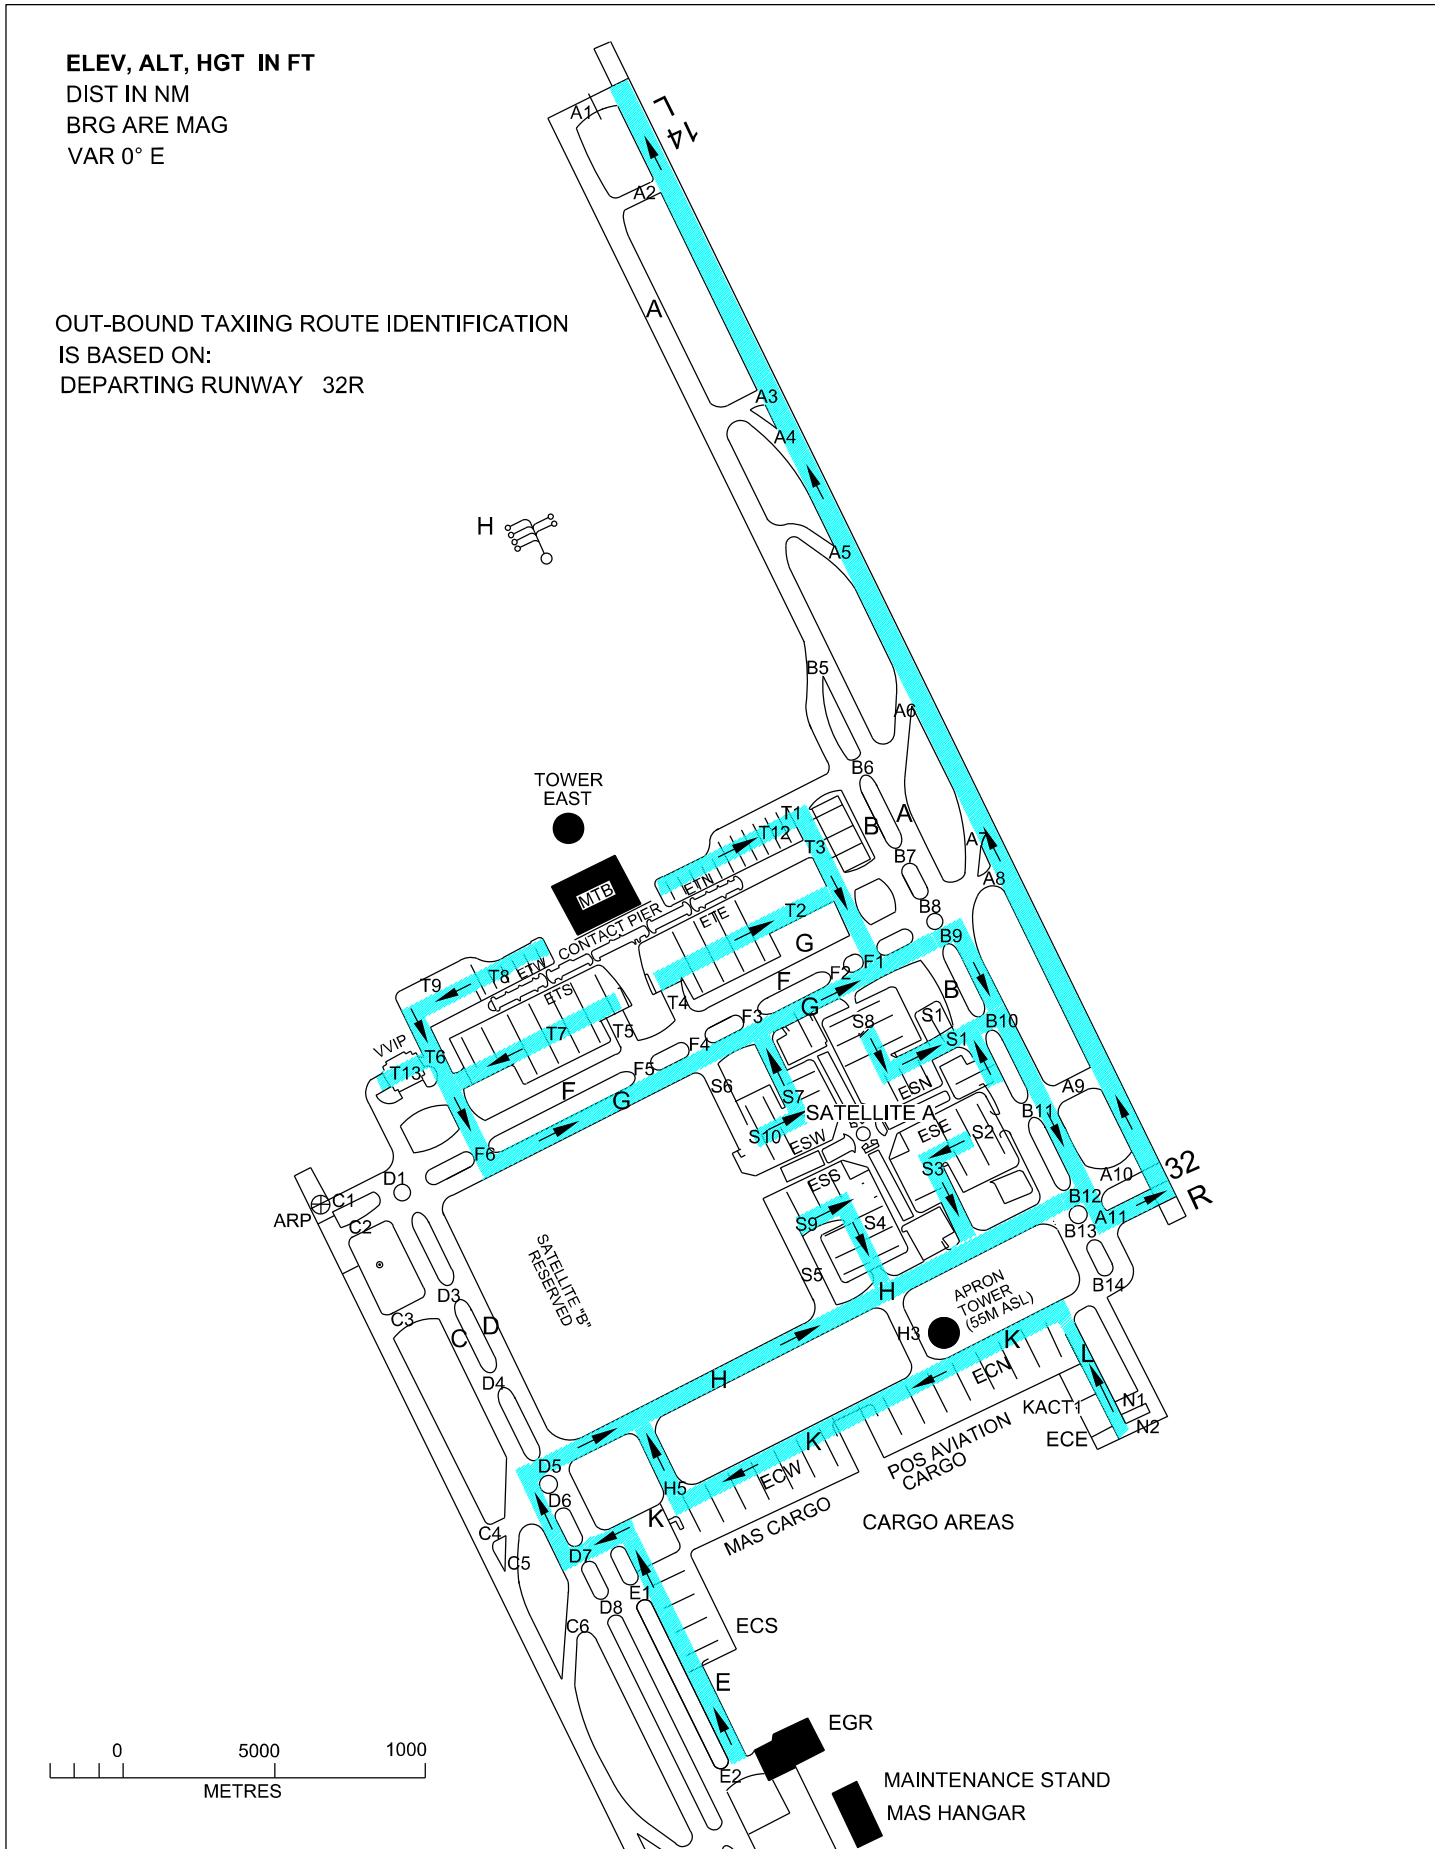 ELEV, ALT, HGT IN FT
DIST IN NM
BRG ARE MAG
VAR 0° E
A1
14
L
A2
A
OUT-BOUND TAXIING ROUTE IDENTIFICATION
IS BASED ON:
DEPARTING RUNWAY 32R
A3
A4
H
A5
B5
A6
B6
TOWER
EAST
T1
T12
T3
B
A
A7
B7
A8
MTB
ETN
CONTACT PIER
ETE
T2
B8
B9
G
F1
F2
F
T9
T8
ETW
ETS
T4
G
B
F3
S8
S1
B10
T7
T5
F4
S1
VVIP
T6
T13
F5
S6
F
G
S7
ESN
A9
SATELLITE A
B11
S10
ESW
ESE
S2
F6
S3
A10
32
R
D1
C1
ARP
C2
ESS
S9
S4
B12
A11
B13
SATELLITE "B"
RESERVED
S5
H
APRON
TOWER
(55M ASL)
B14
D3
C3
C
D
H3
K
L
H
ECN
D4
KACT1
N1
N2
ECE
K
POS AVIATION
CARGO
D5
ECW
H5
D6
K
MAS CARGO
CARGO AREAS
C4
C5
D7
E1
D8
C6
ECS
E
EGR
0
5000
1000
METRES
E2
MAINTENANCE STAND
MAS HANGAR